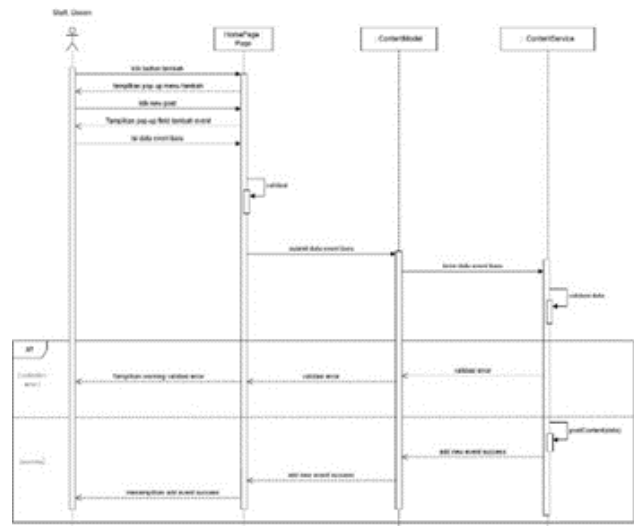 Staff, Dosen
HomePage
Page
: ContentModel
: ContentService
klik button tambah
tampilkan pop up menu tambah
klik new post
Tampilkan pop-up field tambah event
isi data event baru
validasi
submit data event baru
kirim data event baru
validasi data
alt
[validation
error]
Tampilkan warning validasi error
validasi error
validasi error
postContent(data)
add new event success
add new event success
menampilkan add event success